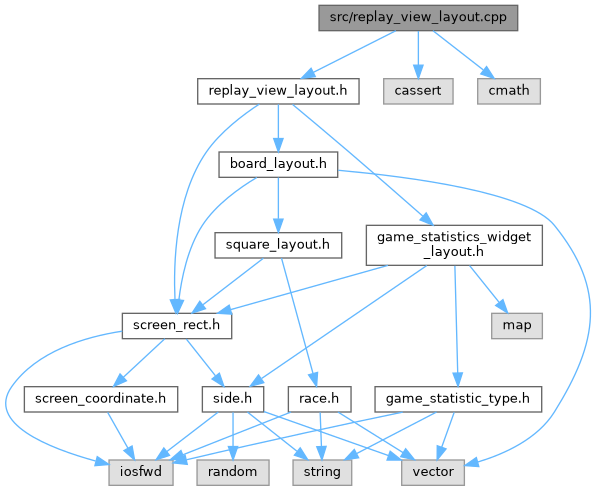 src/replay_view_layout.cpp
replay_view_layout.h
cassert
cmath
board_layout.h
square_layout.h
game_statistics_widget
_layout.h
screen_rect.h
map
screen_coordinate.h
side.h
race.h
game_statistic_type.h
iosfwd
random
string
vector